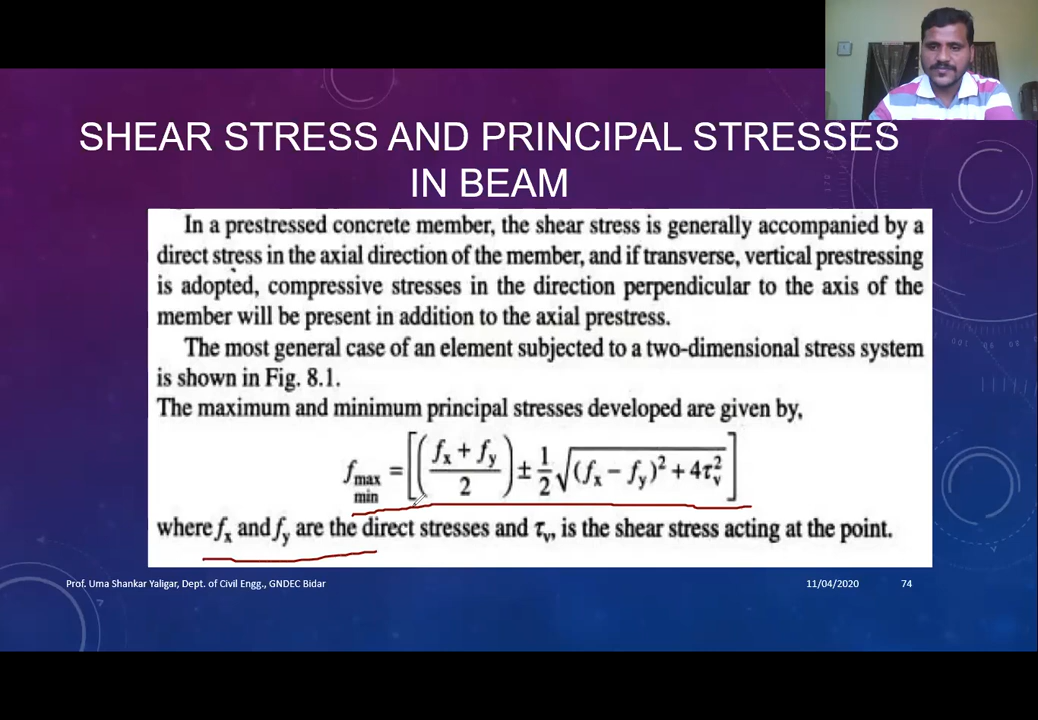 SHEAR STRESS AND PRINCIPAL STRESSES
IN BEAM
In a prestressed concrete member, the shear stress is generally accompanied by a
direct stress in the axial direction of the member, and if transverse, vertical prestressing
is adopted, compressive stresses in the direction perpendicular to the axis of the
member will be present in addition to the axial prestress.
The most general case of an element subjected to a two-dimensional stress system
is shown in Fig. 8.1.
The maximum and minimum principal stresses developed are given by,
f_max min = [((f_x + f_y)/2) ± 1/2 √((f_x − f_y)² + 4τ_v²)]
where f_x and f_y are the direct stresses and τ_v, is the shear stress acting at the point.
Prof. Uma Shankar Yaligar, Dept. of Civil Engg., GNDEC Bidar
11/04/2020
74